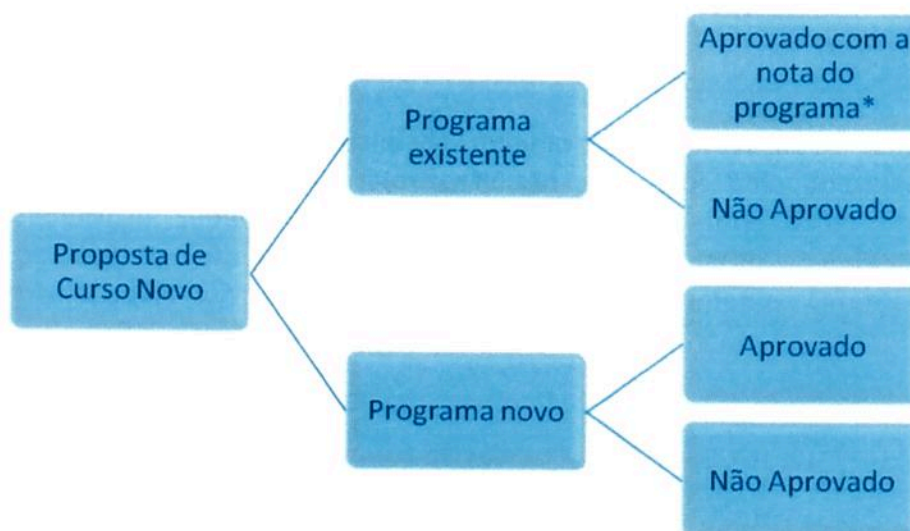 Proposta de
Curso Novo
Programa
existente
Aprovado com a
nota do
programa*
Não Aprovado
Programa novo
Aprovado
Não Aprovado